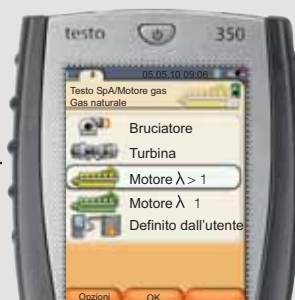 testo 350
05.05.10 09:06
Testo SpA/Motore gas
Gas naturale
Bruciatore
Turbina
Motore λ > 1
Motore λ 1
Definito dall'utente
Opzioni OK